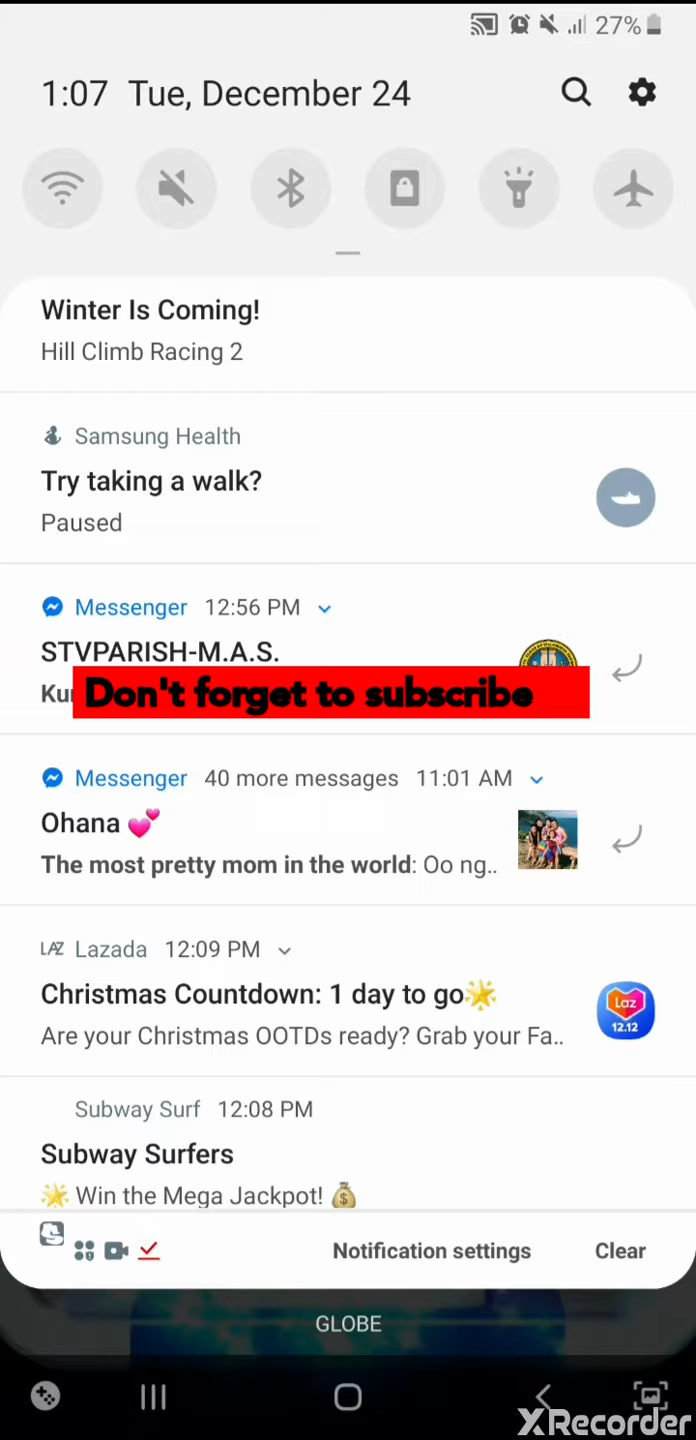 27%
1:07 Tue, December 24
Winter Is Coming!
Hill Climb Racing 2
Samsung Health
Try taking a walk?
Paused
Messenger 12:56 PM
STVPARISH-M.A.S.
Don't forget to subscribe
Messenger 40 more messages 11:01 AM
Ohana 💕
The most pretty mom in the world: Oo ng..
LAZ Lazada 12:09 PM
Christmas Countdown: 1 day to go🌟
Laz
Are your Christmas OOTDs ready? Grab your Fa..
12.12
Subway Surf 12:08 PM
Subway Surfers
🌟 Win the Mega Jackpot! 💰
Notification settings Clear
GLOBE
XRecorder